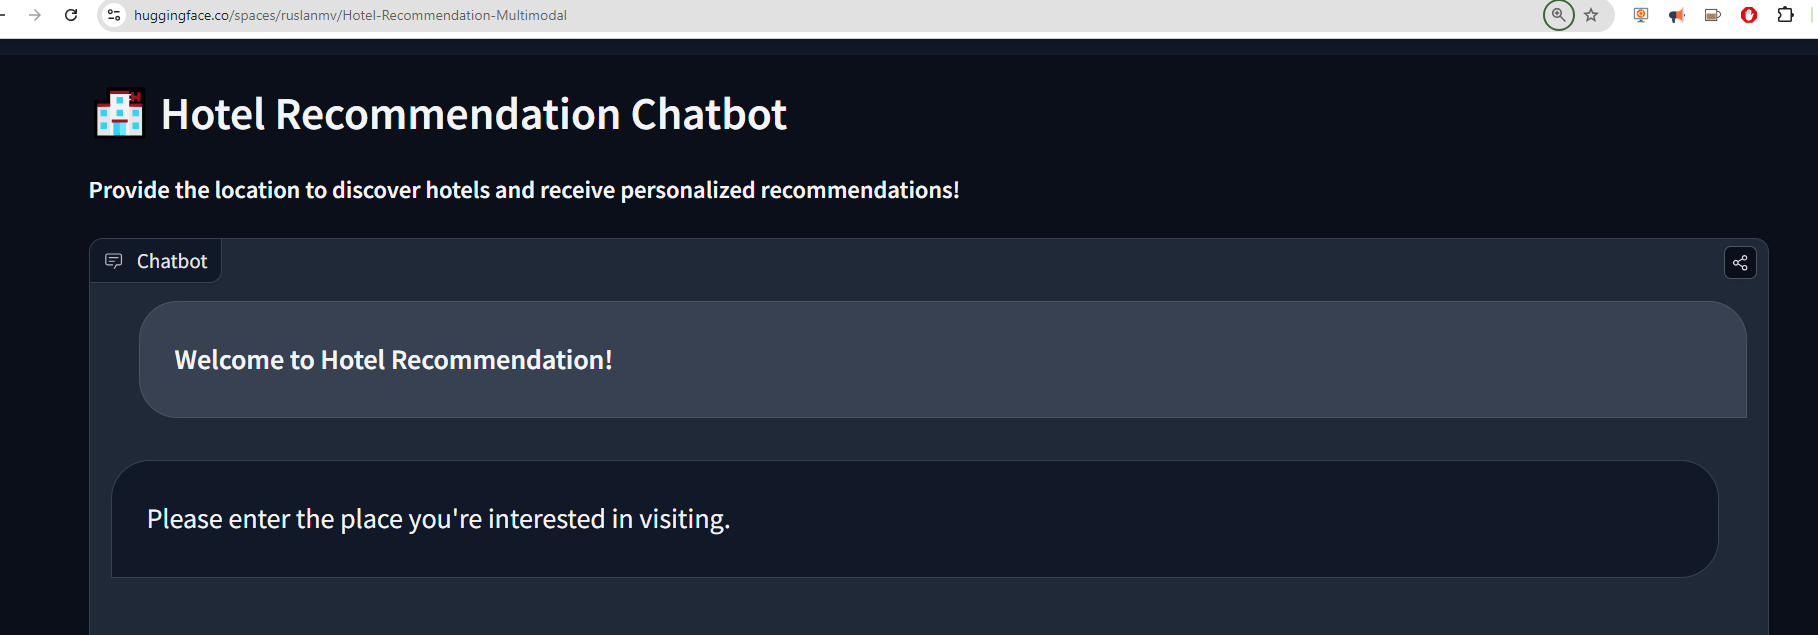 huggingface.co/spaces/ruslanmv/Hotel-Recommendation-Multimodal
Hotel Recommendation Chatbot
Provide the location to discover hotels and receive personalized recommendations!
Chatbot
Welcome to Hotel Recommendation!
Please enter the place you're interested in visiting.